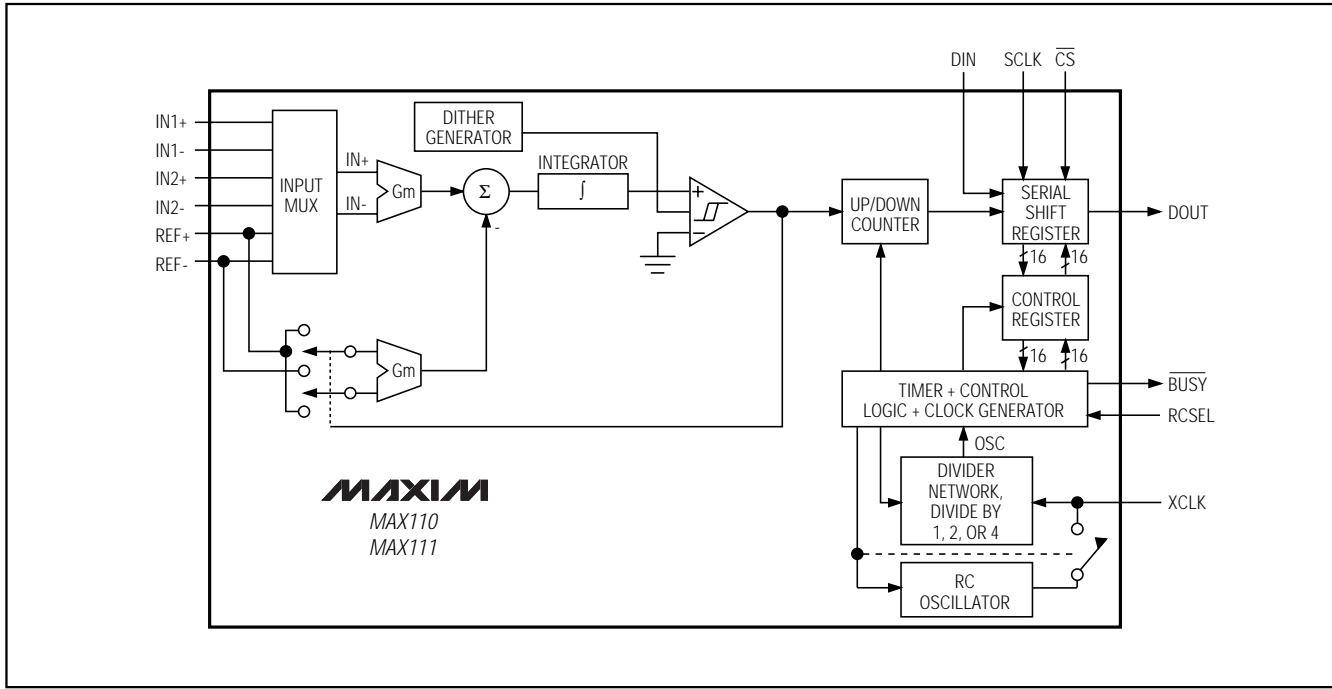 DIN
SCLK
CS
IN1+
IN1-
IN2+
IN2-
REF+
REF-
INPUT
MUX
IN+
IN-
Gm
DITHER
GENERATOR
Σ
-
INTEGRATOR
∫
+
−
UP/DOWN
COUNTER
SERIAL
SHIFT
REGISTER
DOUT
16
16
CONTROL
REGISTER
16
16
Gm
TIMER + CONTROL
LOGIC + CLOCK GENERATOR
BUSY
RCSEL
OSC
DIVIDER
NETWORK,
DIVIDE BY
1, 2, OR 4
XCLK
RC
OSCILLATOR
MAXIM
MAX110
MAX111